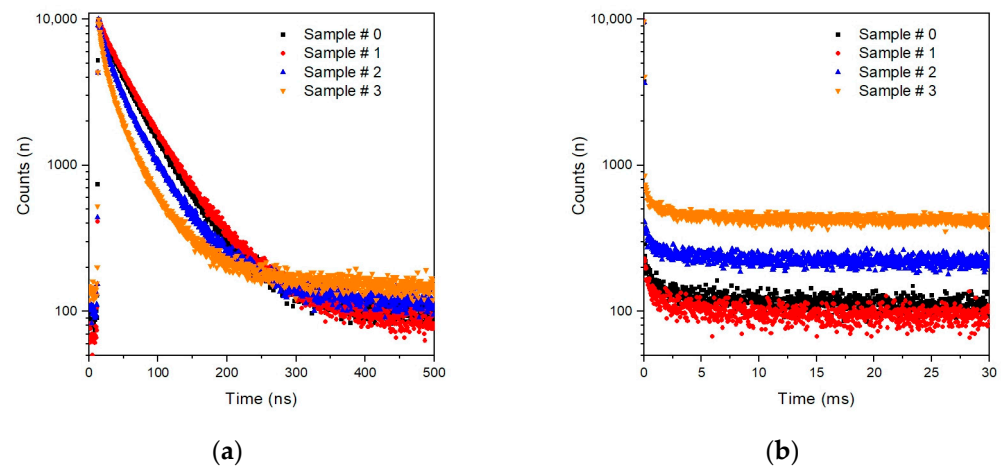 10,000
1000
100
Counts (n)
Sample # 0
Sample # 1
Sample # 2
Sample # 3
0 100 200 300 400 500
Time (ns)
(a)
10,000
1000
100
Counts (n)
Sample # 0
Sample # 1
Sample # 2
Sample # 3
0 5 10 15 20 25 30
Time (ms)
(b)